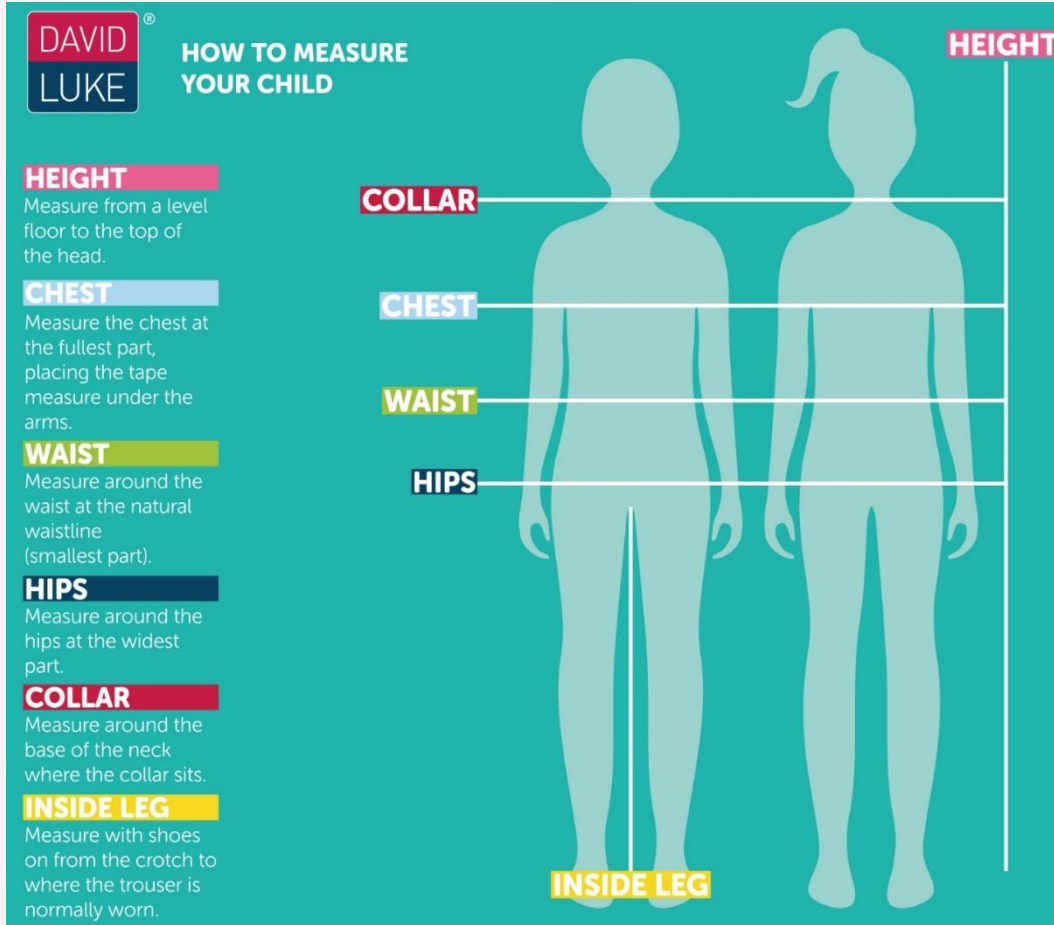 DAVID
LUKE
®
HOW TO MEASURE
YOUR CHILD
HEIGHT
Measure from a level
floor to the top of
the head.
CHEST
Measure the chest at
the fullest part,
placing the tape
measure under the
arms.
WAIST
Measure around the
waist at the natural
waistline
(smallest part).
HIPS
Measure around the
hips at the widest
part.
COLLAR
Measure around the
base of the neck
where the collar sits.
INSIDE LEG
Measure with shoes
on from the crotch to
where the trouser is
normally worn.
HEIGHT
COLLAR
CHEST
WAIST
HIPS
INSIDE LEG